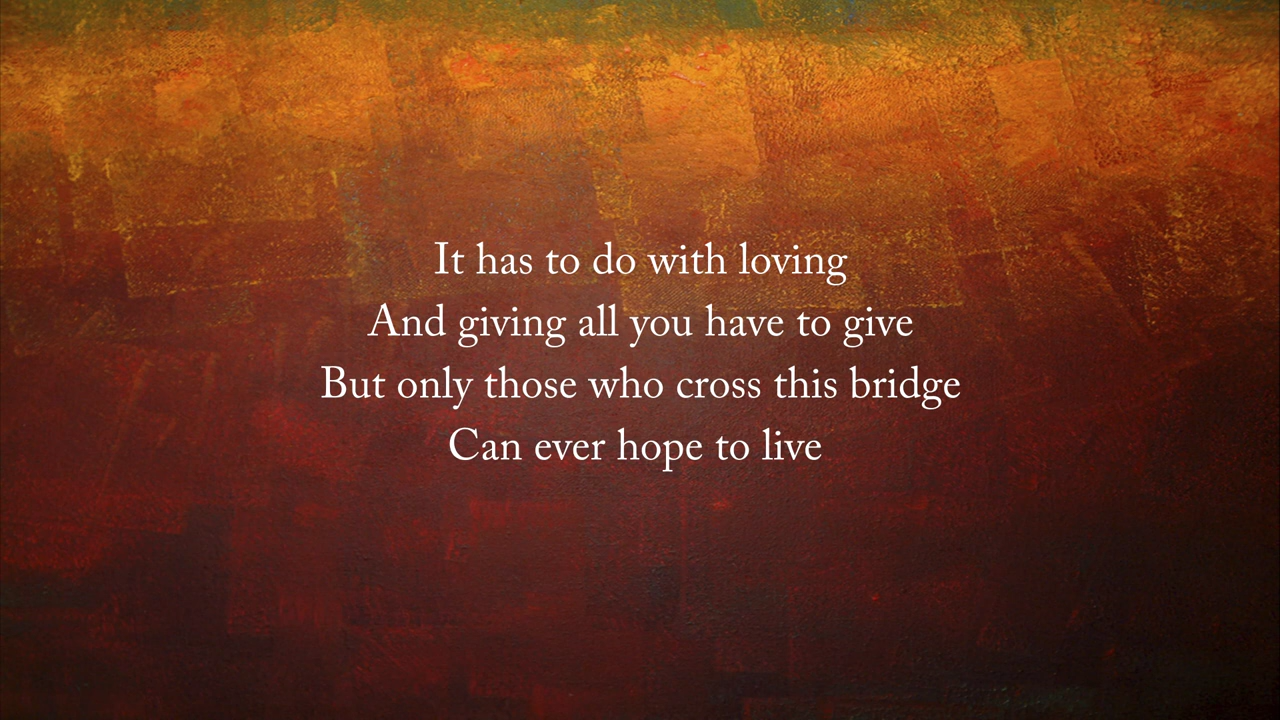 It has to do with loving
And giving all you have to give
But only those who cross this bridge
Can ever hope to live